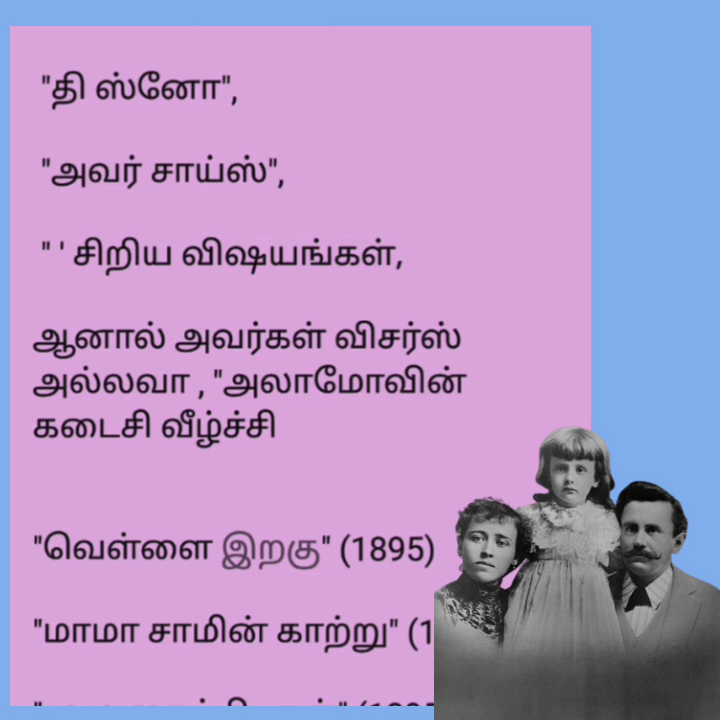 "தி ஸ்னோ",
"அவர் சாய்ஸ்",
" ' சிறிய விஷயங்கள்,
ஆனால் அவர்கள் விசர்ஸ்
அல்லவா , "அலாமோவின்
கடைசி வீழ்ச்சி
"வெள்ளை இறகு" (1895)
"மாமா சாமின் காற்று" (1